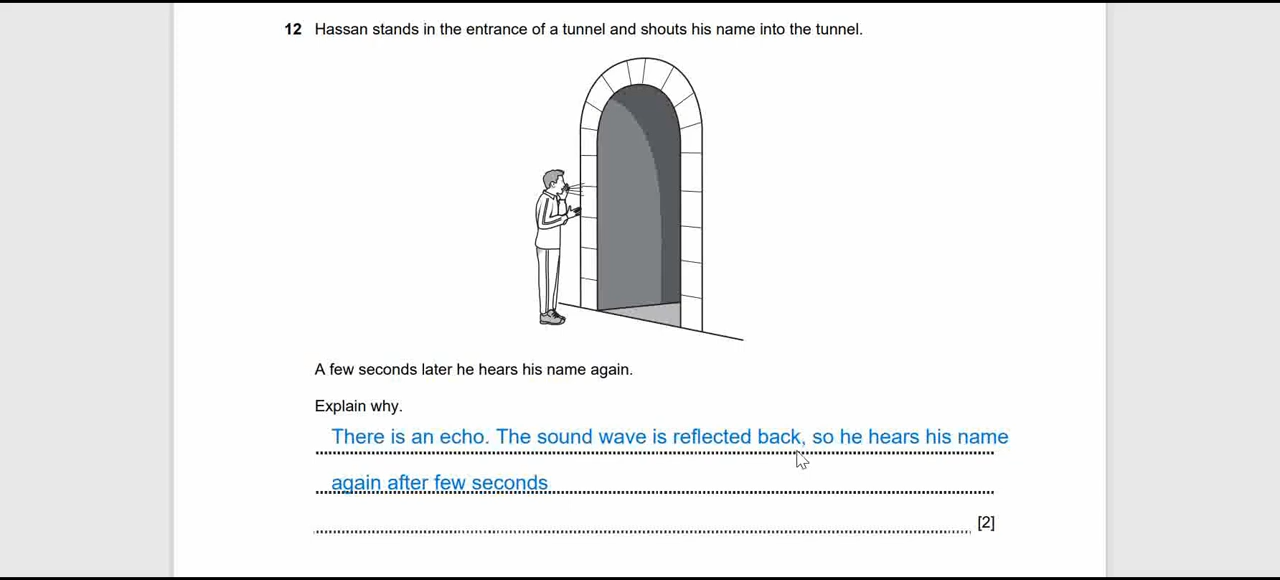 12 Hassan stands in the entrance of a tunnel and shouts his name into the tunnel.
A few seconds later he hears his name again.
Explain why.
There is an echo. The sound wave is reflected back, so he hears his name
again after few seconds
[2]